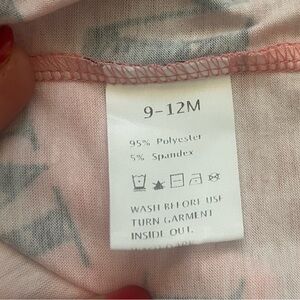 9-12M
95% Polyester
5% Spandex
WASH BEFORE USE
TURN GARMENT
INSIDE OUT.